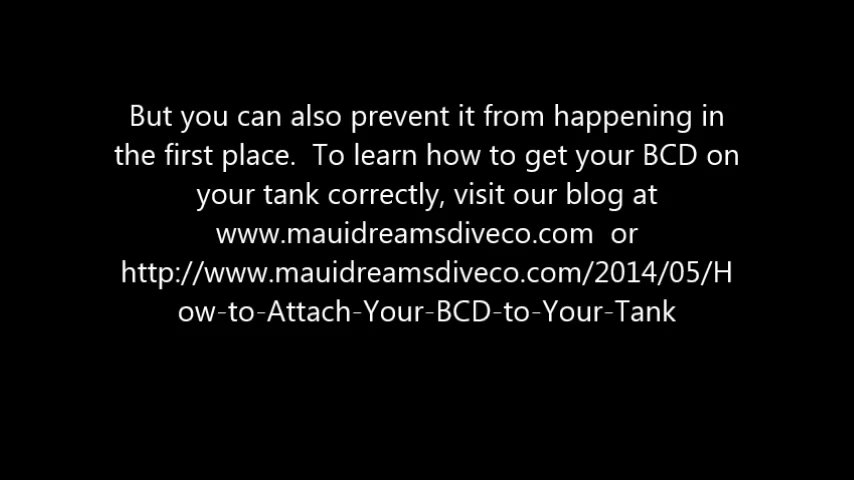 But you can also prevent it from happening in
the first place.  To learn how to get your BCD on
your tank correctly, visit our blog at
www.mauidreamsdiveco.com  or
http://www.mauidreamsdiveco.com/2014/05/H
ow-to-Attach-Your-BCD-to-Your-Tank